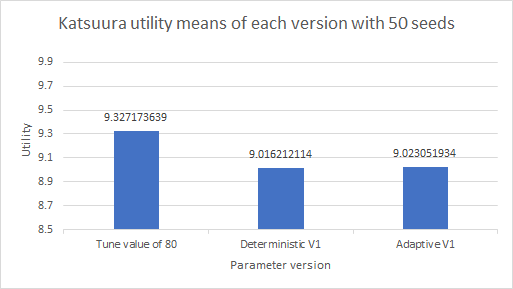 Katsuura utility means of each version with 50 seeds
9.9
9.7
9.5
9.3
9.1
8.9
8.7
8.5
Utility
9.327173639
9.016212114
9.023051934
Tune value of 80
Deterministic V1
Adaptive V1
Parameter version